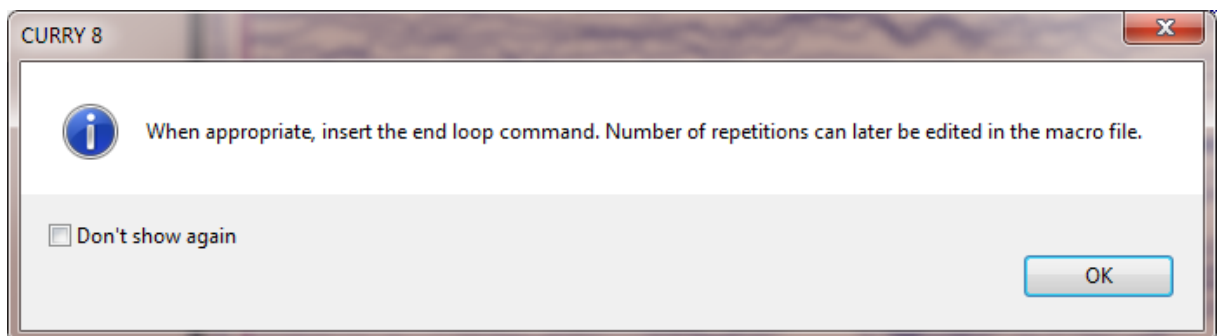 CURRY 8
When appropriate, insert the end loop command. Number of repetitions can later be edited in the macro file.
Don't show again
OK